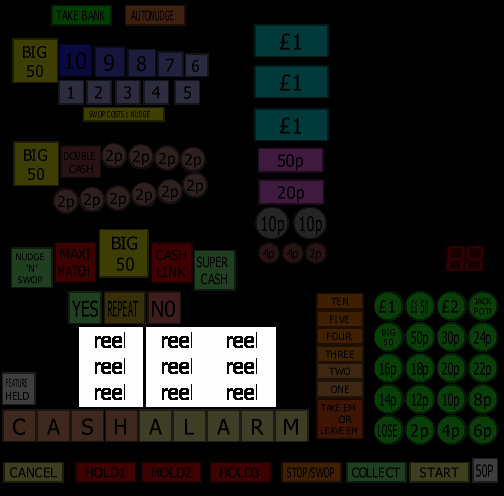 TAKE BANK AUTONUDGE
BIG 50 10 9 8 7 6
1 2 3 4 5
SWOP COSTS 1 NUDGE
£1
£1
£1
BIG 50 DOUBLE CASH 2p 2p 2p 2p
2p 2p 2p 2p 2p 2p
50p
20p
10p 10p
4p 4p 2p
NUDGE 'N' SWOP MAXI MATCH BIG 50 CASH LINK SUPER CASH
YES REPEAT NO
reel reel reel
reel reel reel
reel reel reel
FEATURE HELD
CASH ALARM
TEN
FIVE
FOUR
THREE
TWO
ONE
TAKE EM OR LEAVE EM
£1 £1 50 £2 JACK POT!
BIG 50 50p 30p 24p
16p 18p 20p 22p
14p 12p 10p 8p
LOSE 2p 4p 6p
CANCEL HOLD1 HOLD2 HOLD3 STOP/SWOP COLLECT START 50P